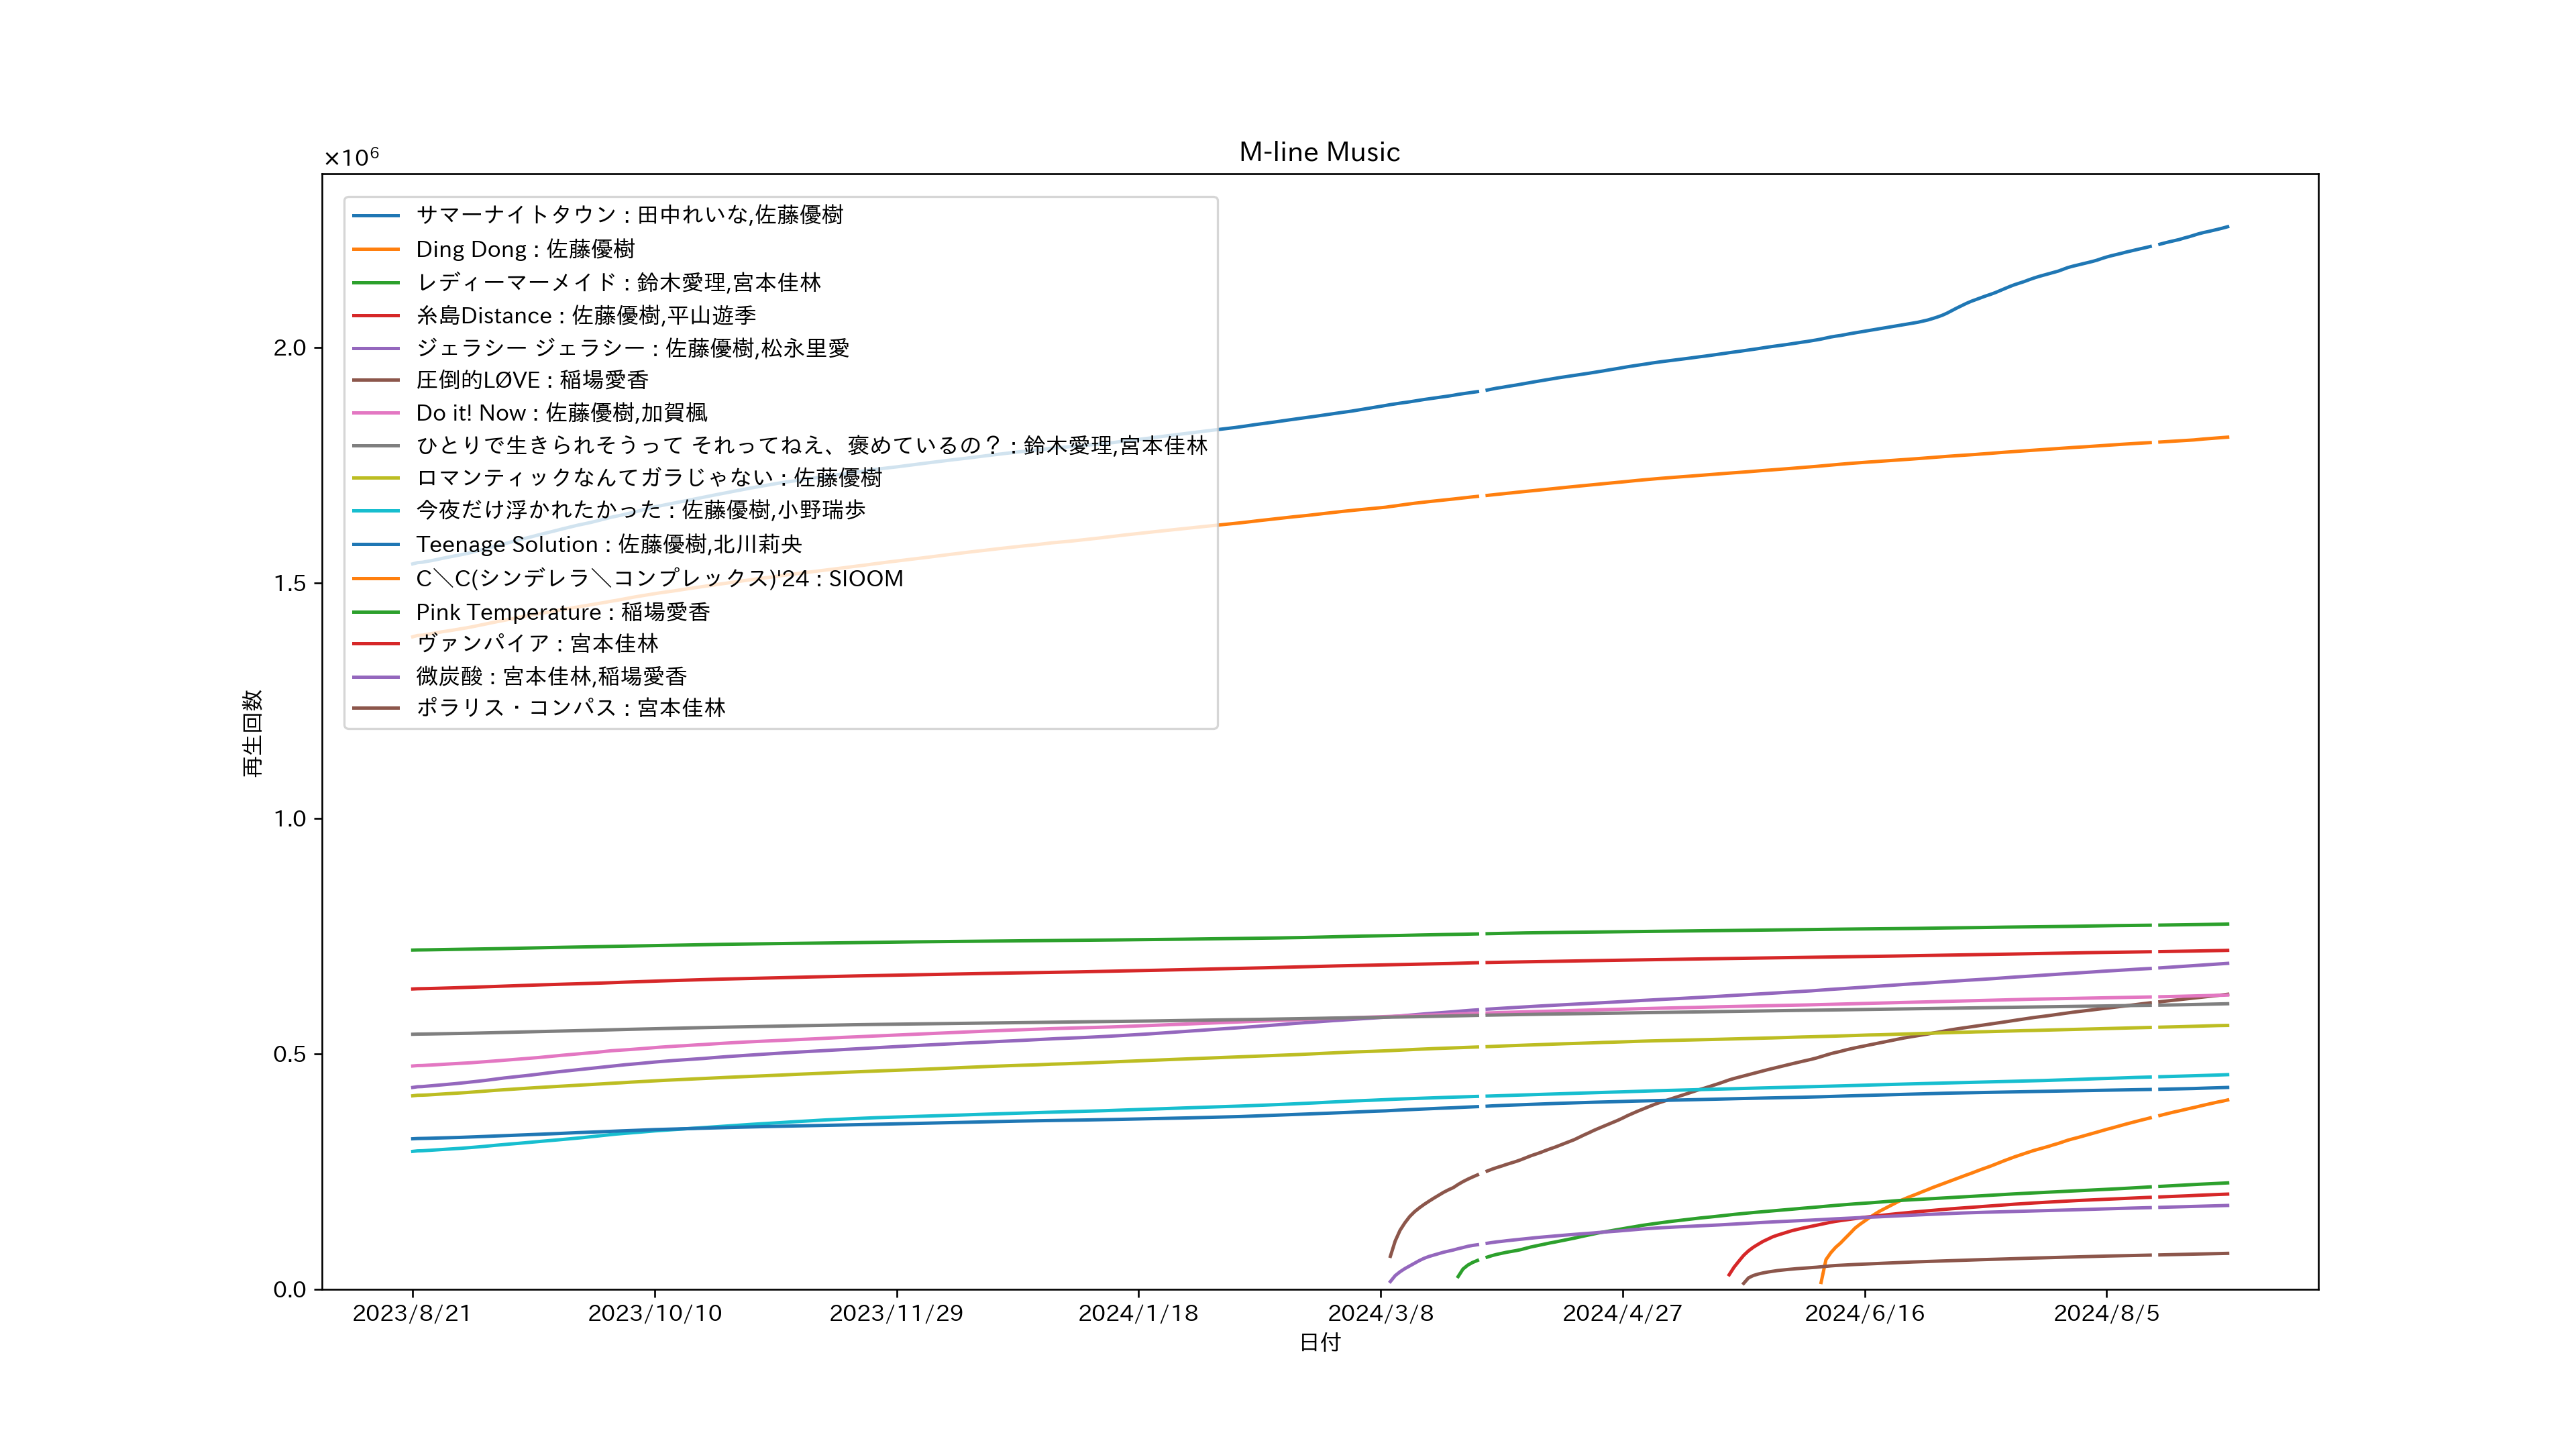 M-line Music
×10⁶
サマーナイトタウン : 田中れいな,佐藤優樹
Ding Dong : 佐藤優樹
レディーマーメイド : 鈴木愛理,宮本佳林
糸島Distance : 佐藤優樹,平山遊季
ジェラシー ジェラシー : 佐藤優樹,松永里愛
圧倒的LØVE : 稲場愛香
Do it! Now : 佐藤優樹,加賀楓
ひとりで生きられそうって それってねえ、褒めているの？ : 鈴木愛理,宮本佳林
ロマンティックなんてガラじゃない : 佐藤優樹
今夜だけ浮かれたかった : 佐藤優樹,小野瑞歩
Teenage Solution : 佐藤優樹,北川莉央
C＼C(シンデレラ＼コンプレックス)'24 : SIOOM
Pink Temperature : 稲場愛香
ヴァンパイア : 宮本佳林
微炭酸 : 宮本佳林,稲場愛香
ポラリス・コンパス : 宮本佳林
2.0
1.5
1.0
0.5
0.0
再生回数
2023/8/21
2023/10/10
2023/11/29
2024/1/18
2024/3/8
2024/4/27
2024/6/16
2024/8/5
日付